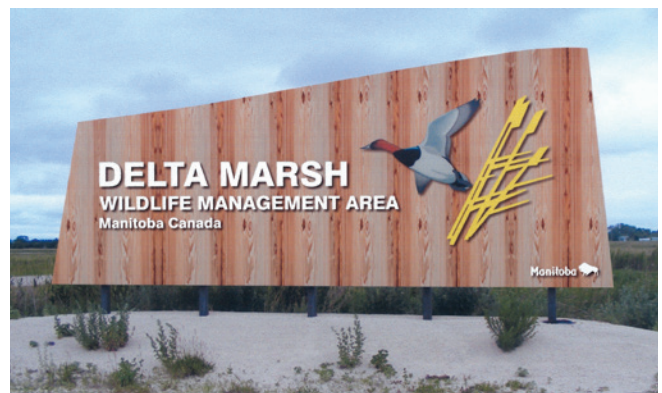 DELTA MARSH
WILDLIFE MANAGEMENT AREA
Manitoba Canada
Manitoba